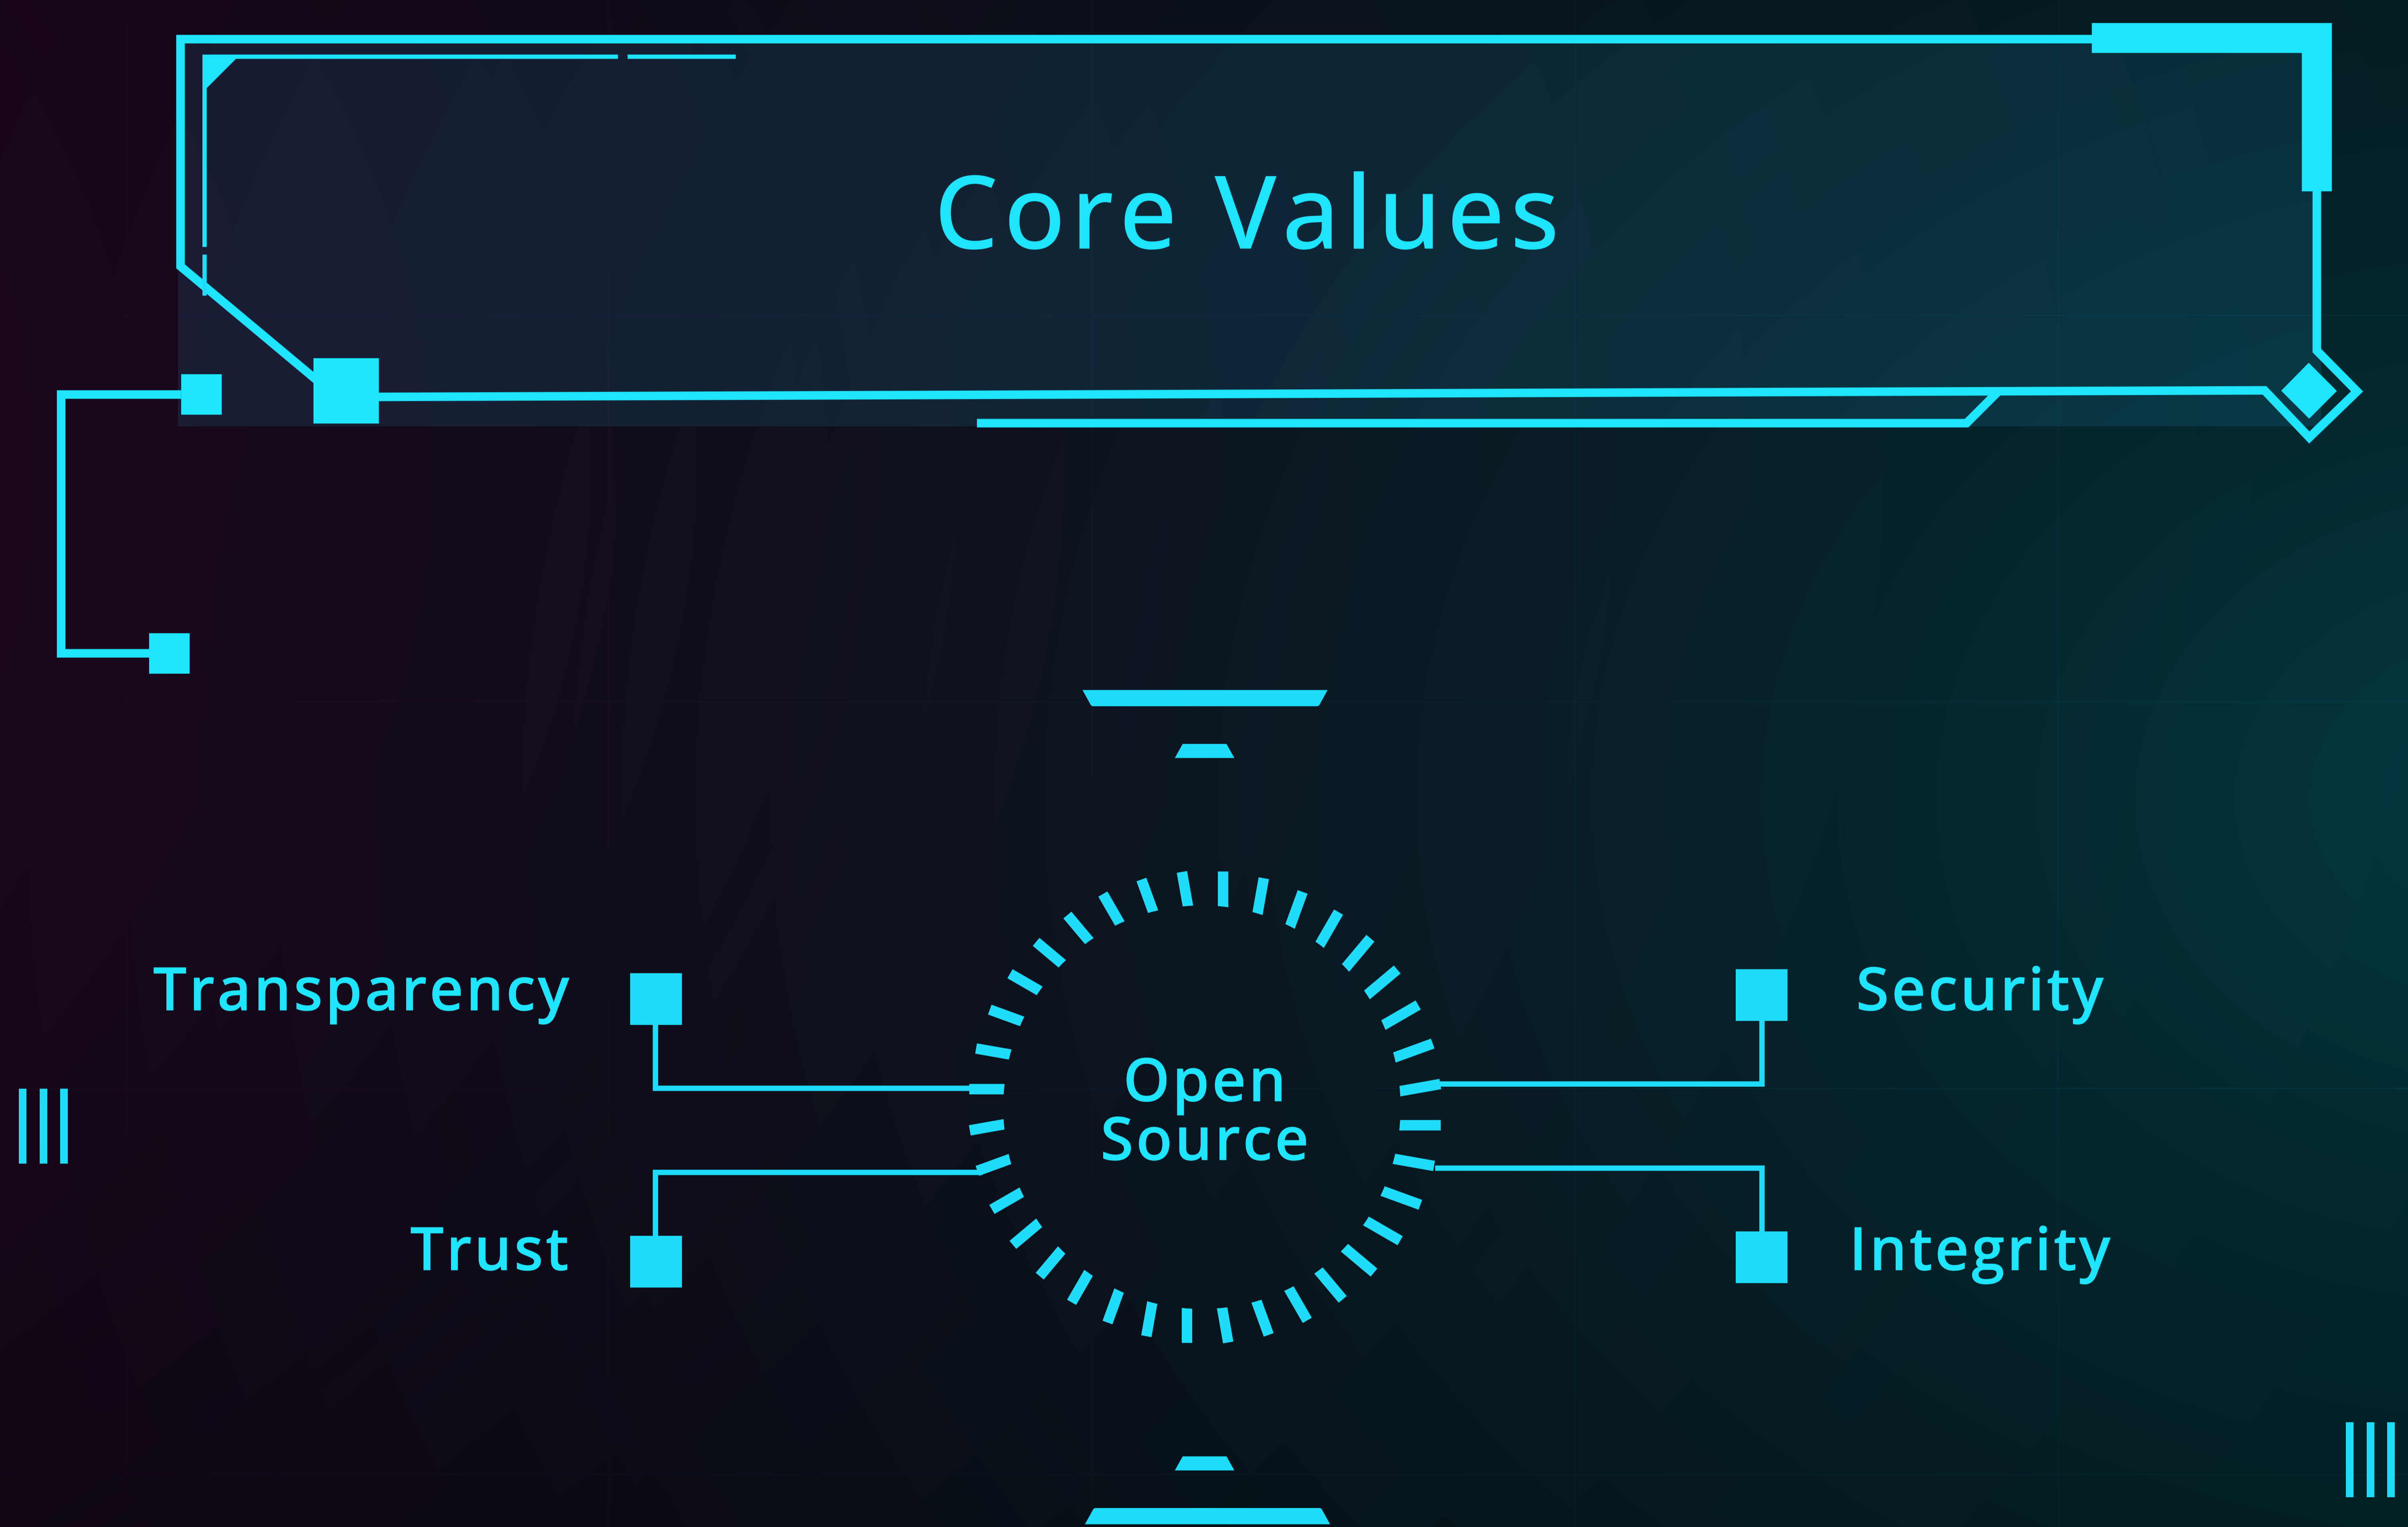 Core Values
Transparency
Security
Open
Source
Trust
Integrity